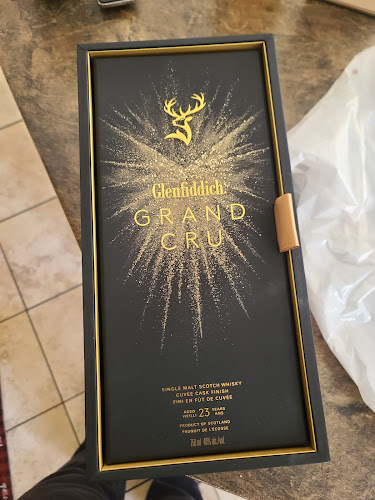 Glenfiddich.
GRAND
CRU
SINGLE MALT SCOTCH WHISKY
CUVÉE CASK FINISH
FINI EN FÛT DE CUVÉE
AGED VIEILLI 23 YEARS ANS
PRODUCT OF SCOTLAND
PRODUIT DE L'ÉCOSSE
750 ml 40% alc./vol.